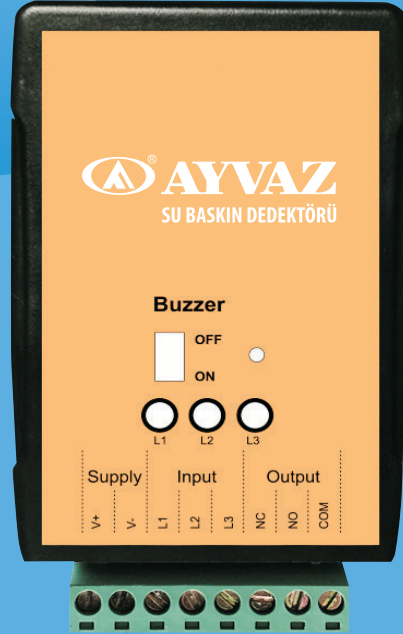 ® AYVAZ
SU BASKIN DEDEKTÖRÜ
Buzzer
OFF
ON
L1 L2 L3
Supply Input Output
V+ V- L1 L2 L3 NC NO COM